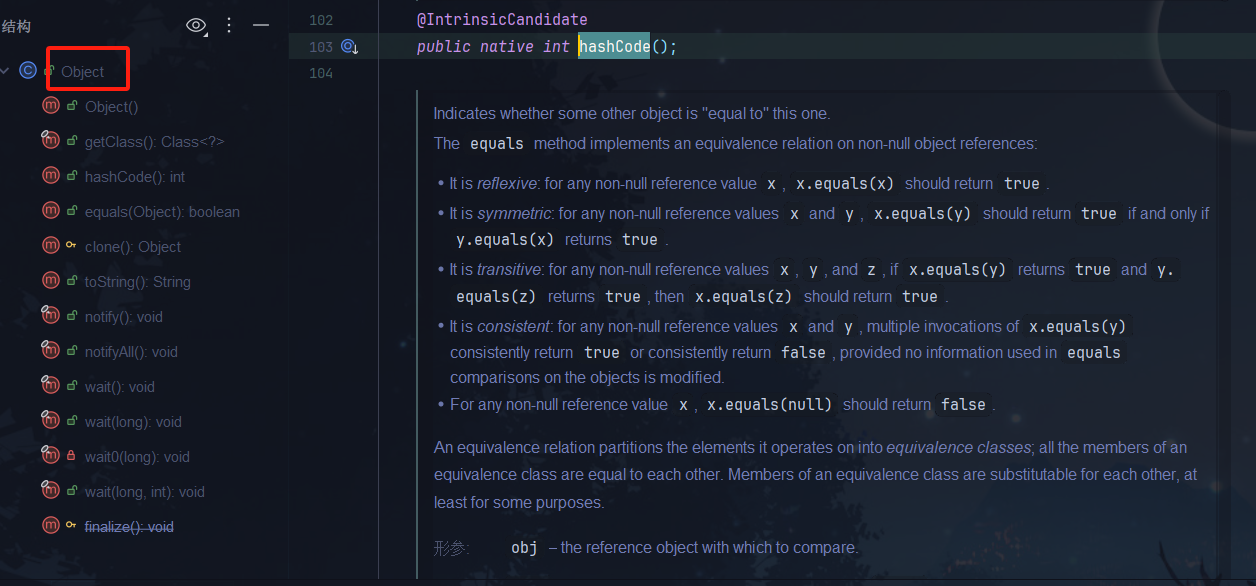 结构
Object
Object()
getClass(): Class<?>
hashCode(): int
equals(Object): boolean
clone(): Object
toString(): String
notify(): void
notifyAll(): void
wait(): void
wait(long): void
wait0(long): void
wait(long, int): void
finalize(): void
102 @IntrinsicCandidate
103 public native int hashCode();
104
Indicates whether some other object is "equal to" this one.
The equals method implements an equivalence relation on non-null object references:
• It is reflexive: for any non-null reference value x, x.equals(x) should return true.
• It is symmetric: for any non-null reference values x and y, x.equals(y) should return true if and only if
y.equals(x) returns true.
• It is transitive: for any non-null reference values x, y, and z, if x.equals(y) returns true and y.
equals(z) returns true, then x.equals(z) should return true.
• It is consistent: for any non-null reference values x and y, multiple invocations of x.equals(y)
consistently return true or consistently return false, provided no information used in equals
comparisons on the objects is modified.
• For any non-null reference value x, x.equals(null) should return false.
An equivalence relation partitions the elements it operates on into equivalence classes; all the members of an
equivalence class are equal to each other. Members of an equivalence class are substitutable for each other, at
least for some purposes.
形参: obj – the reference object with which to compare.